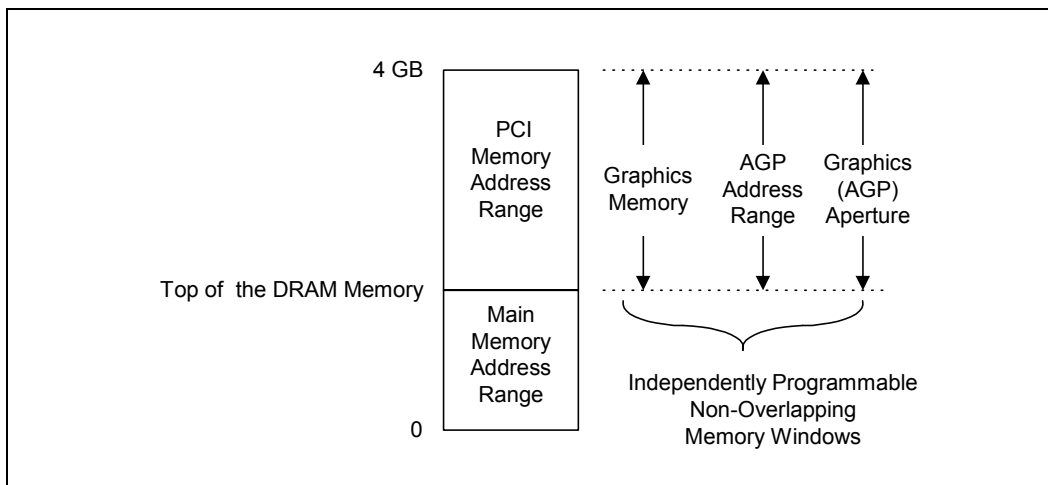 4 GB
PCI
Memory
Address
Range
Graphics
Memory
AGP
Address
Range
Graphics
(AGP)
Aperture
Top of the DRAM Memory
Main
Memory
Address
Range
0
Independently Programmable
Non-Overlapping
Memory Windows